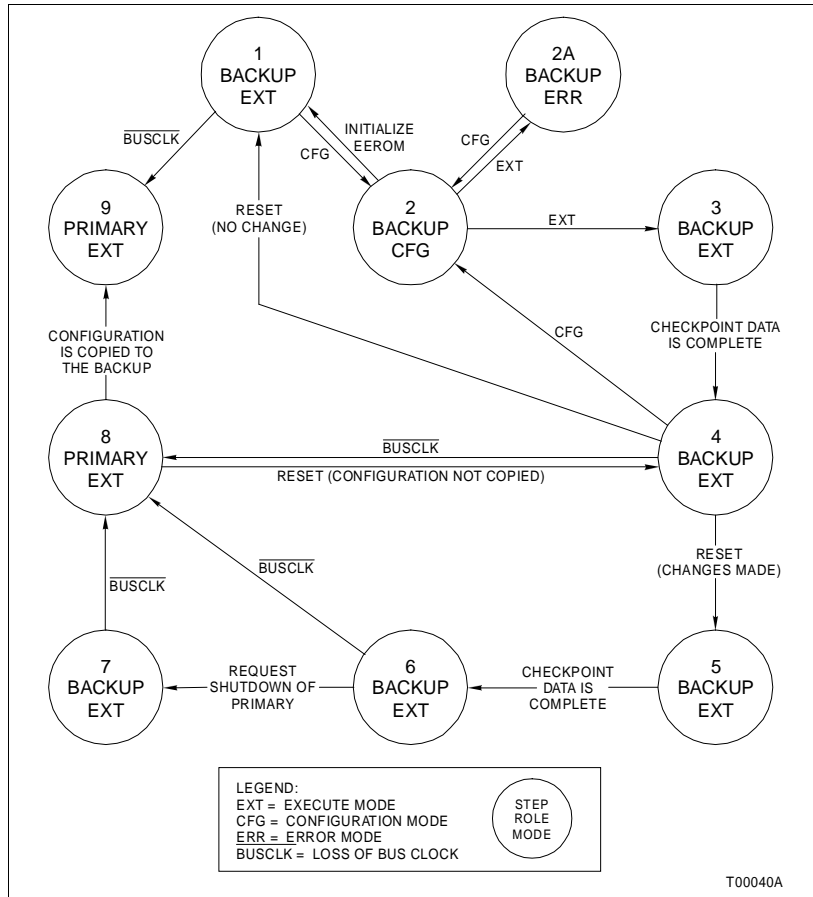 1
BACKUP
EXT
2A
BACKUP
ERR
BUSCLK
CFG
INITIALIZE
EEROM
CFG
EXT
9
PRIMARY
EXT
RESET
(NO CHANGE)
2
BACKUP
CFG
EXT
3
BACKUP
EXT
CONFIGURATION
IS COPIED TO
THE BACKUP
CFG
CHECKPOINT DATA
IS COMPLETE
8
PRIMARY
EXT
BUSCLK
RESET (CONFIGURATION NOT COPIED)
4
BACKUP
EXT
BUSCLK
BUSCLK
RESET
(CHANGES MADE)
7
BACKUP
EXT
REQUEST
SHUTDOWN OF
PRIMARY
6
BACKUP
EXT
CHECKPOINT
DATA IS
COMPLETE
5
BACKUP
EXT
LEGEND:
EXT = EXECUTE MODE
CFG = CONFIGURATION MODE
ERR = ERROR MODE
BUSCLK = LOSS OF BUS CLOCK
STEP
ROLE
MODE
T00040A